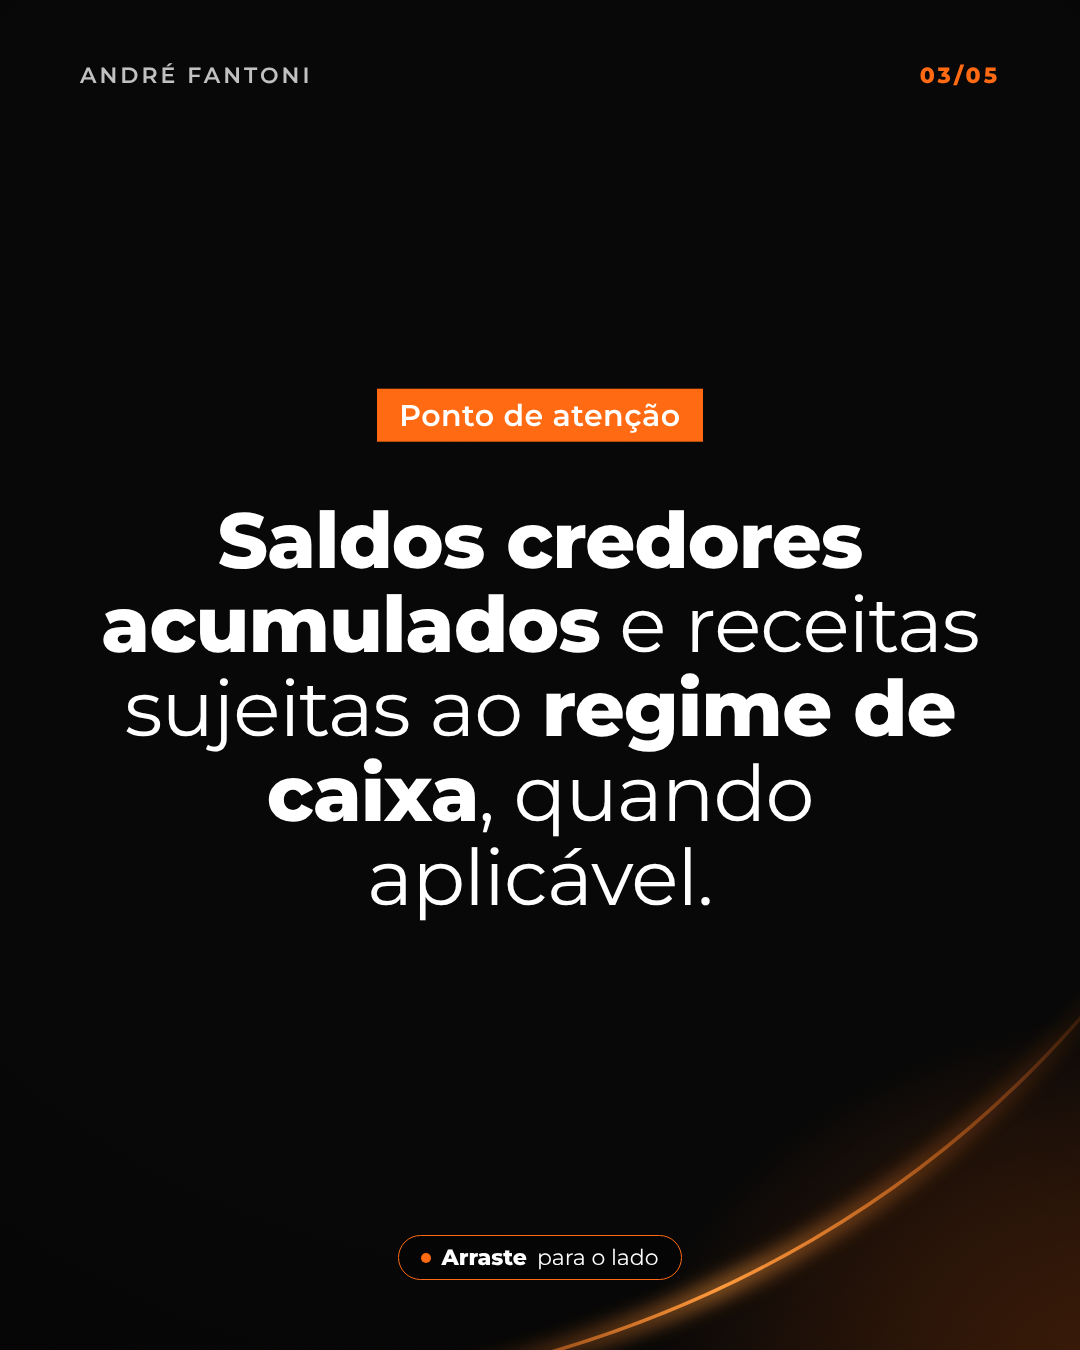 ANDRÉ FANTONI
03/05
Ponto de atenção
Saldos credores
acumulados e receitas
sujeitas ao regime de
caixa, quando
aplicável.
Arraste para o lado